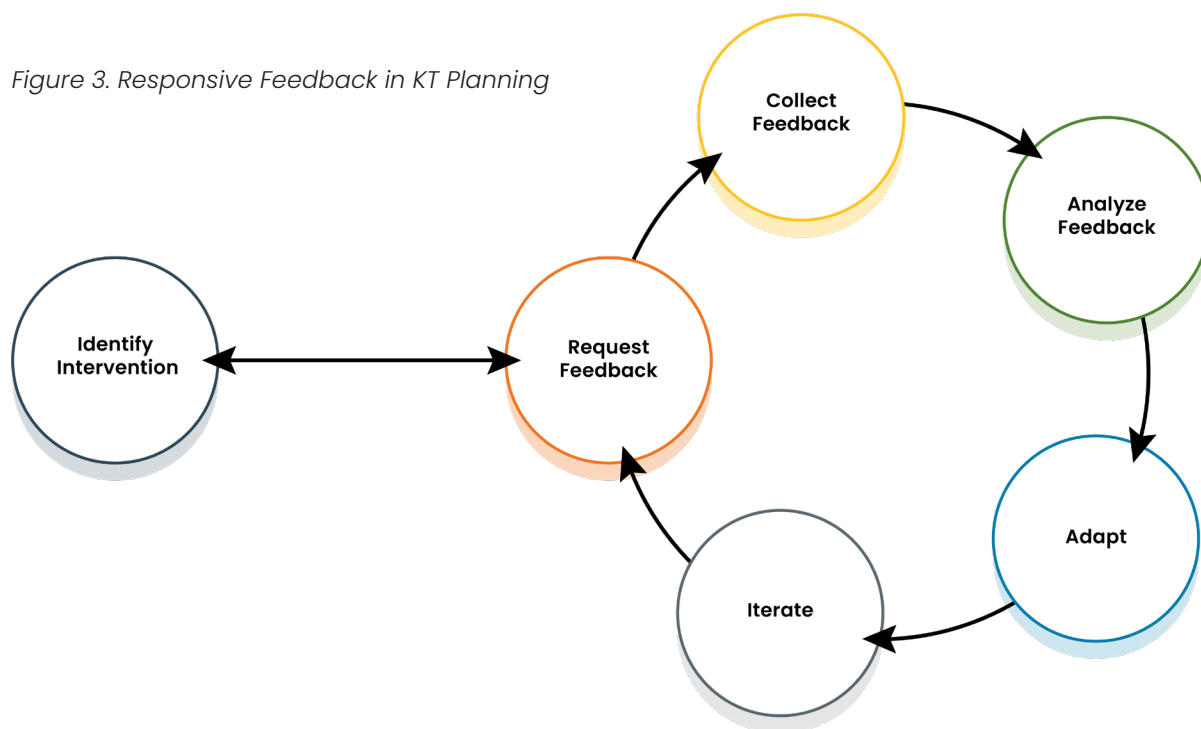 Figure 3. Responsive Feedback in KT Planning
Collect
Feedback
Analyze
Feedback
Identify
Intervention
Request
Feedback
Adapt
Iterate